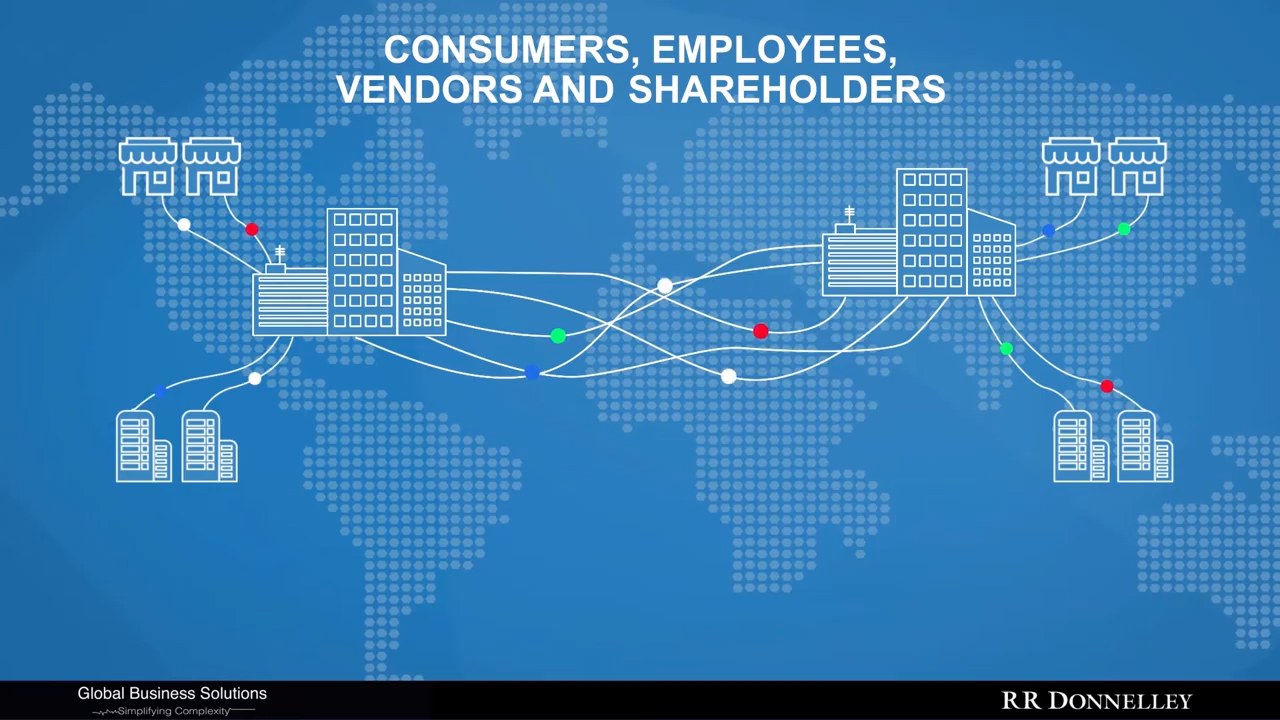 CONSUMERS, EMPLOYEES,
VENDORS AND SHAREHOLDERS
Global Business Solutions
Simplifying Complexity
RR DONNELLEY